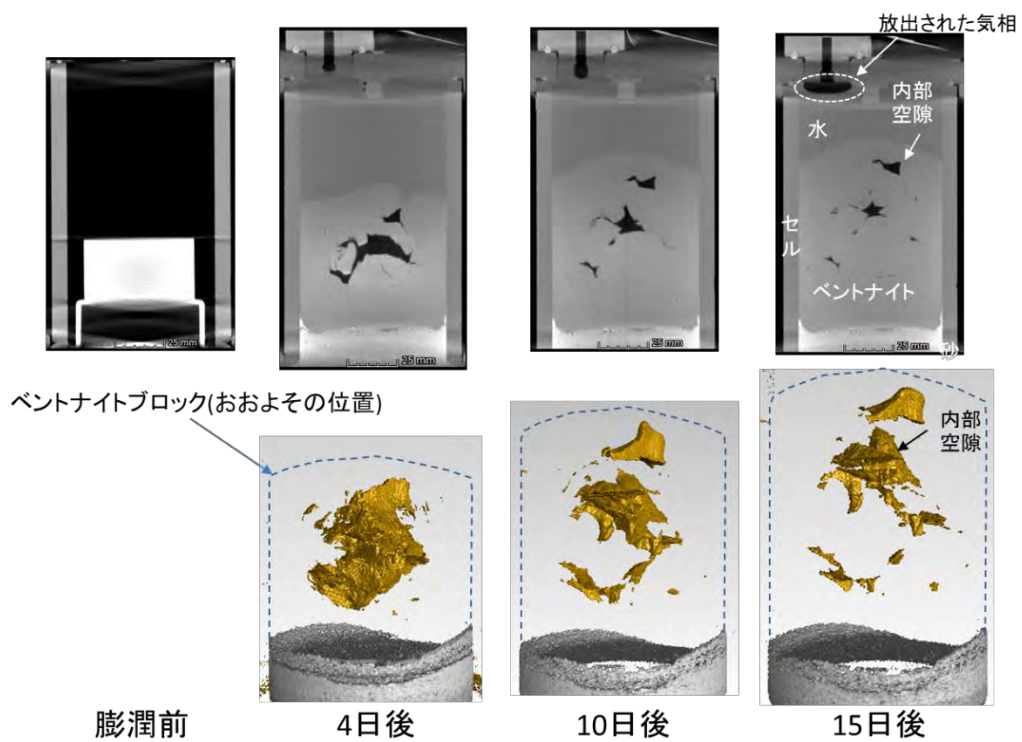 放出された気相
内部
空隙
水
セ
ル
ベントナイト
25 mm
25 mm
25 mm
25 mm
秒
ベントナイトブロック(おおよその位置)
内部
空隙
膨潤前
4日後
10日後
15日後